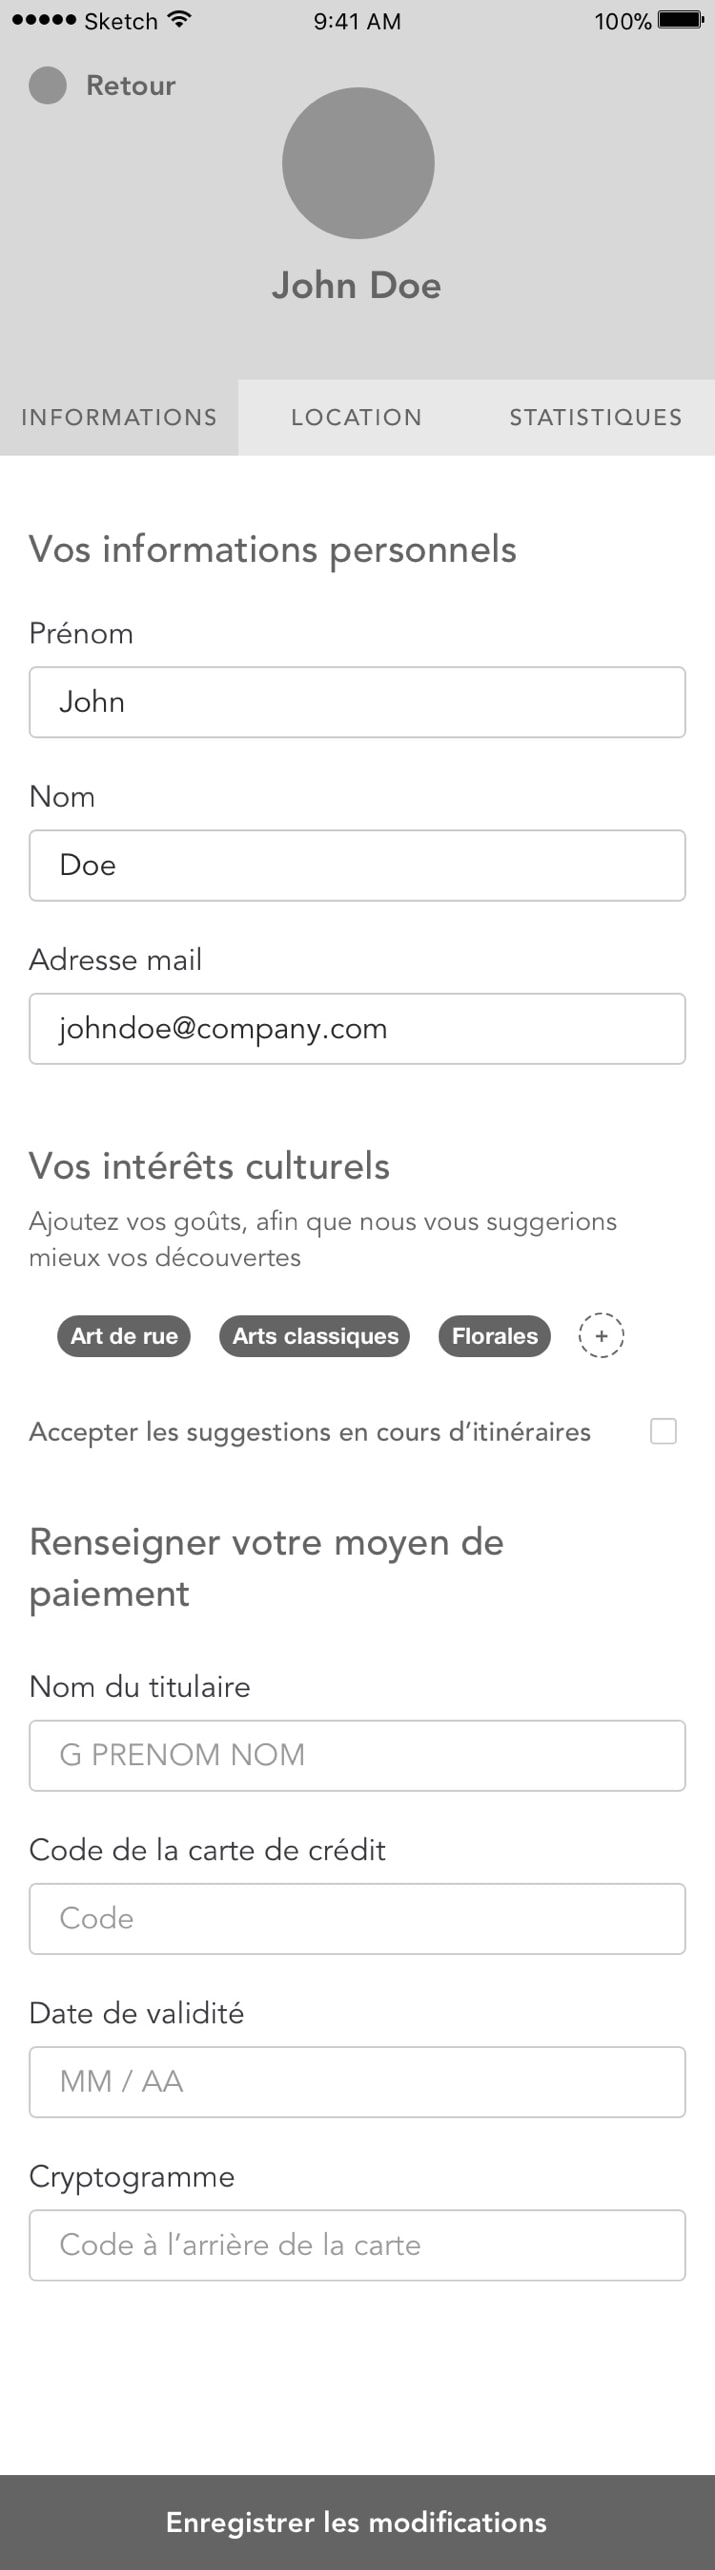 Sketch 9:41 AM 100%
Retour
John Doe
INFORMATIONS LOCATION STATISTIQUES
Vos informations personnels
Prénom
John
Nom
Doe
Adresse mail
johndoe@company.com
Vos intérêts culturels
Ajoutez vos goûts, afin que nous vous suggerions
mieux vos découvertes
Art de rue Arts classiques Florales +
Accepter les suggestions en cours d’itinéraires
Renseigner votre moyen de
paiement
Nom du titulaire
G PRENOM NOM
Code de la carte de crédit
Code
Date de validité
MM / AA
Cryptogramme
Code à l’arrière de la carte
Enregistrer les modifications